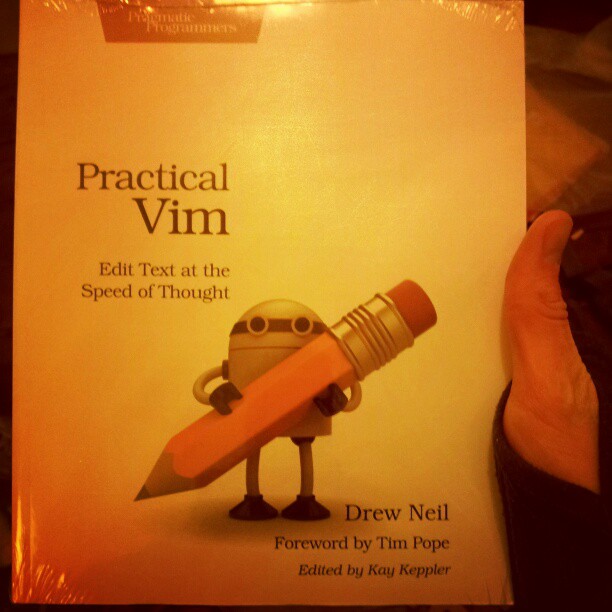 Pragmatic
Programmers
Practical
Vim
Edit Text at the
Speed of Thought
Drew Neil
Foreword by Tim Pope
Edited by Kay Keppler